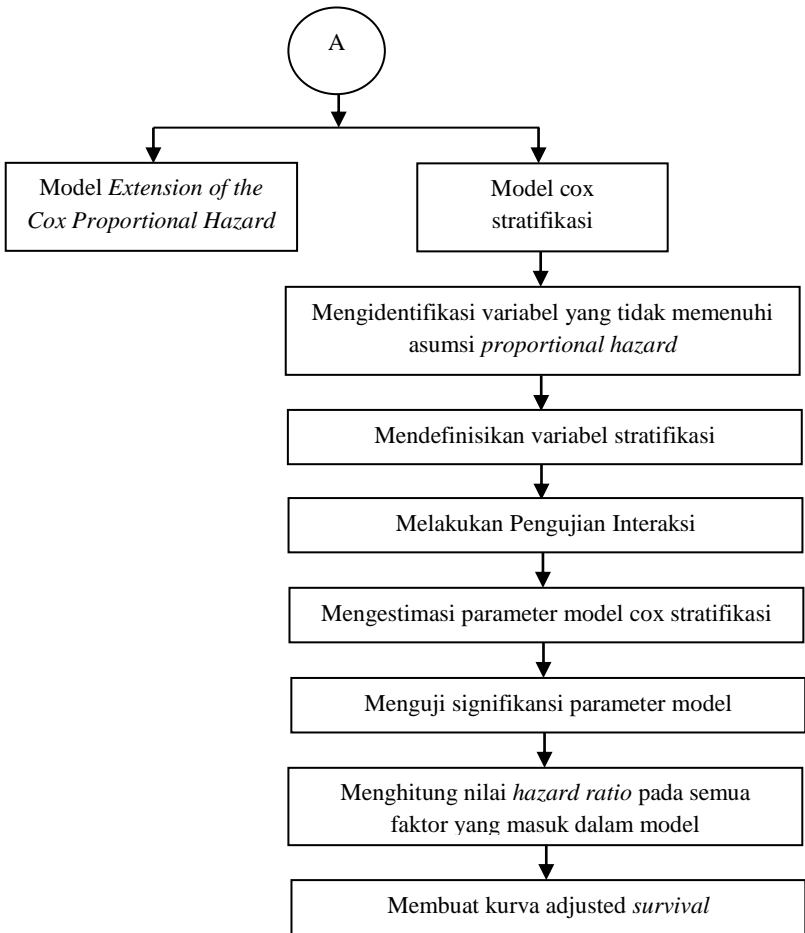 A
Model Extension of the
Cox Proportional Hazard
Model cox
stratifikasi
Mengidentifikasi variabel yang tidak memenuhi
asumsi proportional hazard
Mendefinisikan variabel stratifikasi
Melakukan Pengujian Interaksi
Mengestimasi parameter model cox stratifikasi
Menguji signifikansi parameter model
Menghitung nilai hazard ratio pada semua
faktor yang masuk dalam model
Membuat kurva adjusted survival